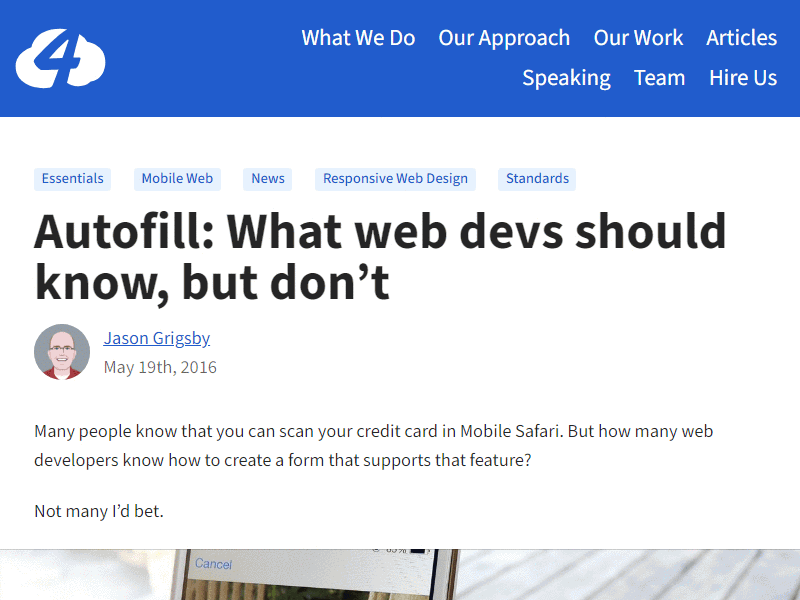 4
What We Do Our Approach Our Work Articles
Speaking Team Hire Us
Essentials Mobile Web News Responsive Web Design Standards
Autofill: What web devs should
know, but don’t
Jason Grigsby
May 19th, 2016
Many people know that you can scan your credit card in Mobile Safari. But how many web
developers know how to create a form that supports that feature?
Not many I’d bet.
Cancel